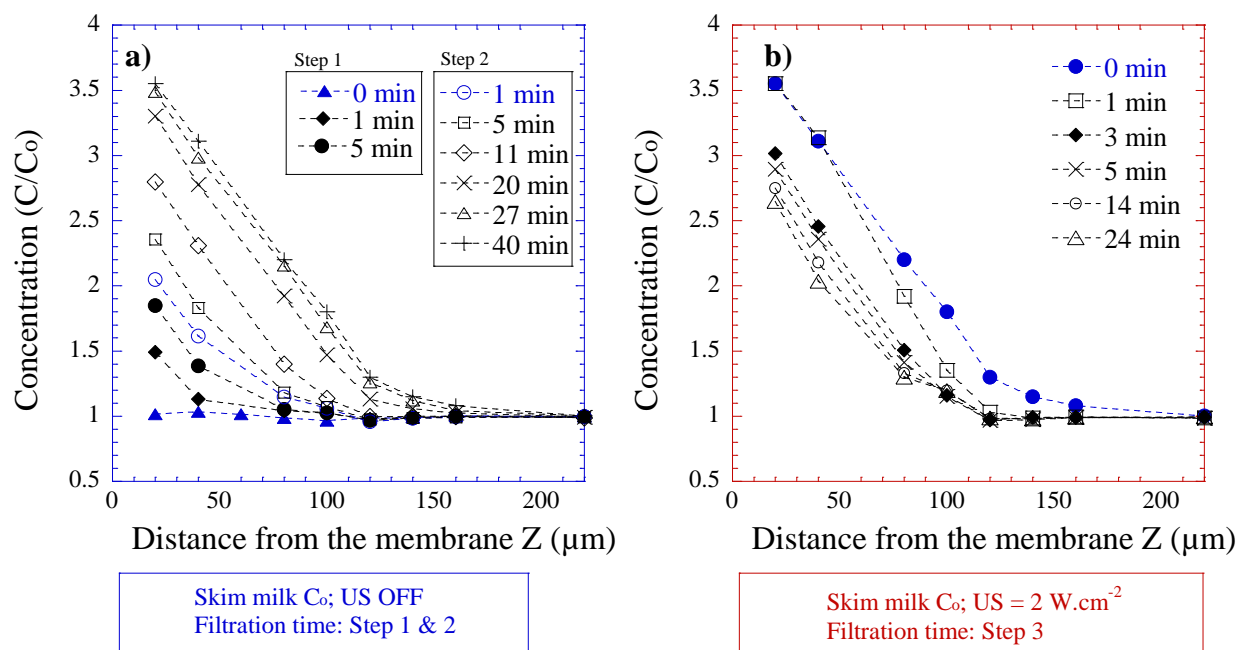 a)
Step 1
0 min
1 min
5 min
Step 2
1 min
5 min
11 min
20 min
27 min
40 min
Concentration (C/Co)
4
3.5
3
2.5
2
1.5
1
0.5
0
50
100
150
200
Distance from the membrane Z (µm)
Skim milk Co; US OFF
Filtration time: Step 1 & 2
b)
0 min
1 min
3 min
5 min
14 min
24 min
Concentration (C/Co)
4
3.5
3
2.5
2
1.5
1
0.5
0
50
100
150
200
Distance from the membrane Z (µm)
Skim milk Co; US = 2 W.cm-2
Filtration time: Step 3